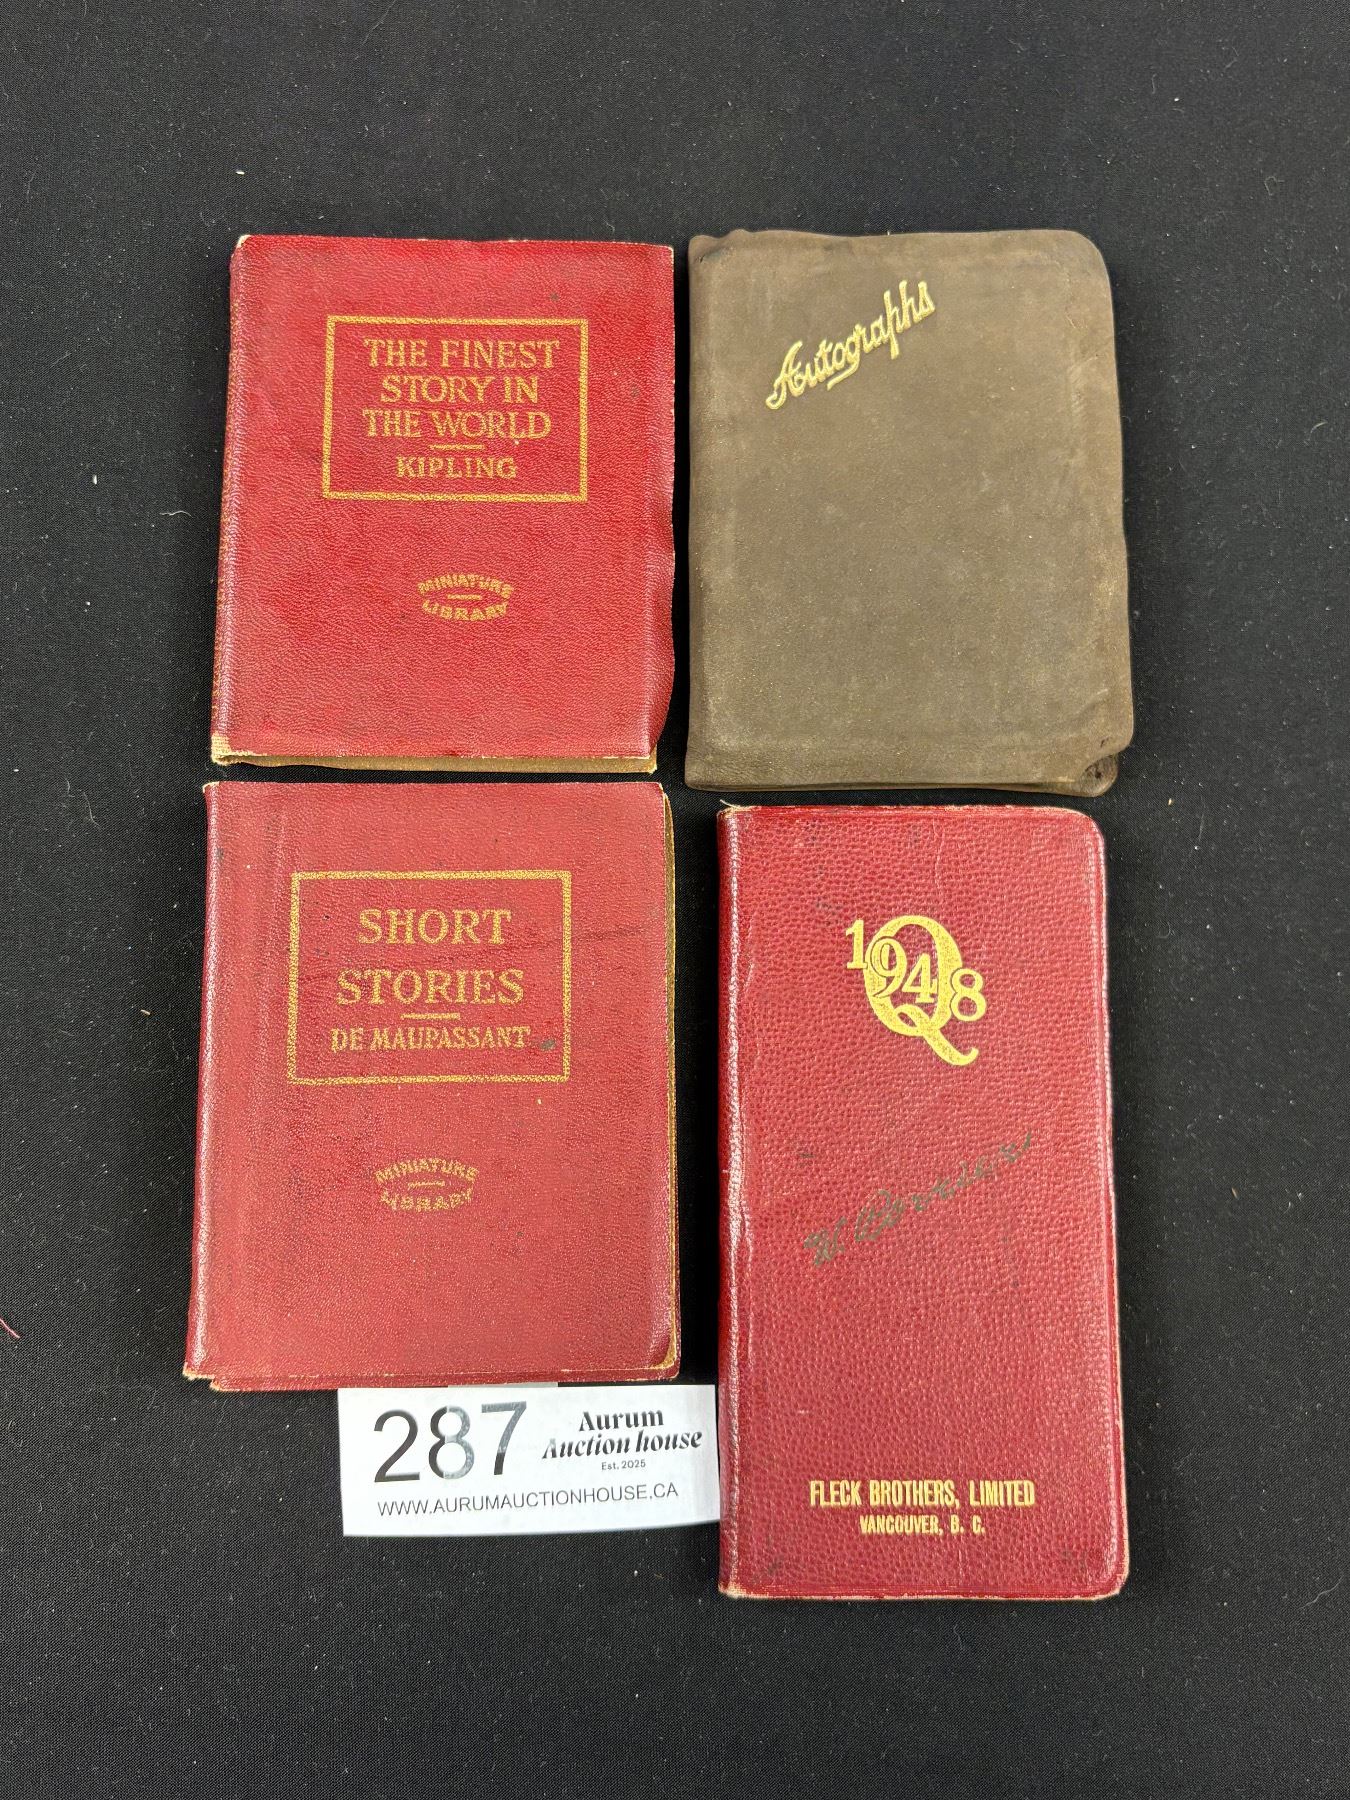 THE FINEST
STORY IN
THE WORLD
KIPLING
MINIATURE
LIBRARY
Autographs
SHORT
STORIES
DE MAUPASSANT
MINIATURE
LIBRARY
1948
Q
FLECK BROTHERS, LIMITED
VANCOUVER, B. C.
287
Aurum
Auction house
Est. 2025
WWW.AURUMAUCTIONHOUSE.CA